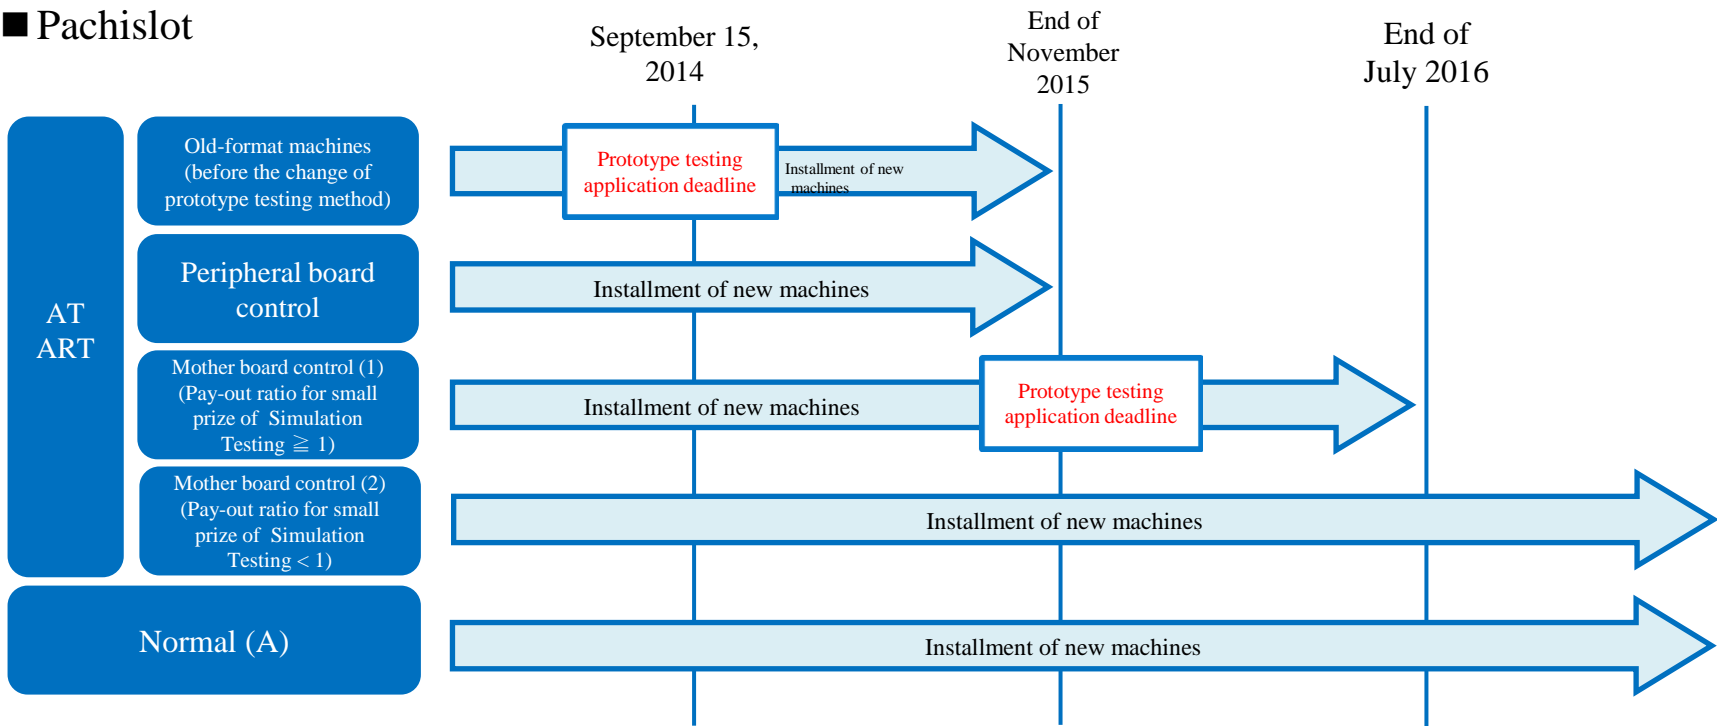 ■ Pachislot
September 15,
2014
End of
November
2015
End of
July 2016
AT
ART
Old-format machines
(before the change of
prototype testing method)
Prototype testing
application deadline
Installment of new
machines
Peripheral board
control
Installment of new machines
Mother board control (1)
(Pay-out ratio for small
prize of Simulation
Testing ≧ 1)
Installment of new machines
Prototype testing
application deadline
Mother board control (2)
(Pay-out ratio for small
prize of Simulation
Testing < 1)
Installment of new machines
Normal (A)
Installment of new machines